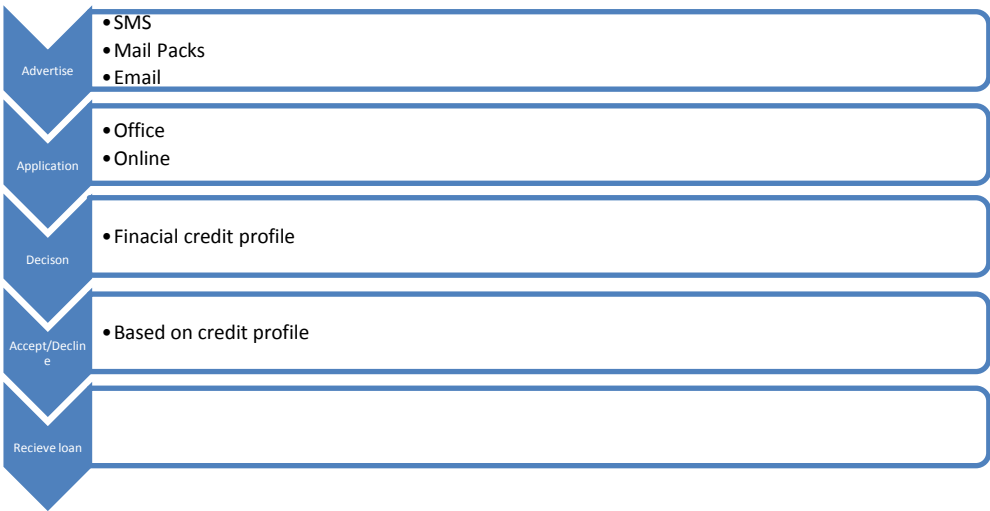 Advertise
•SMS
•Mail Packs
•Email
Application
•Office
•Online
Decison
•Finacial credit profile
Accept/Declin
e
•Based on credit profile
Recieve loan